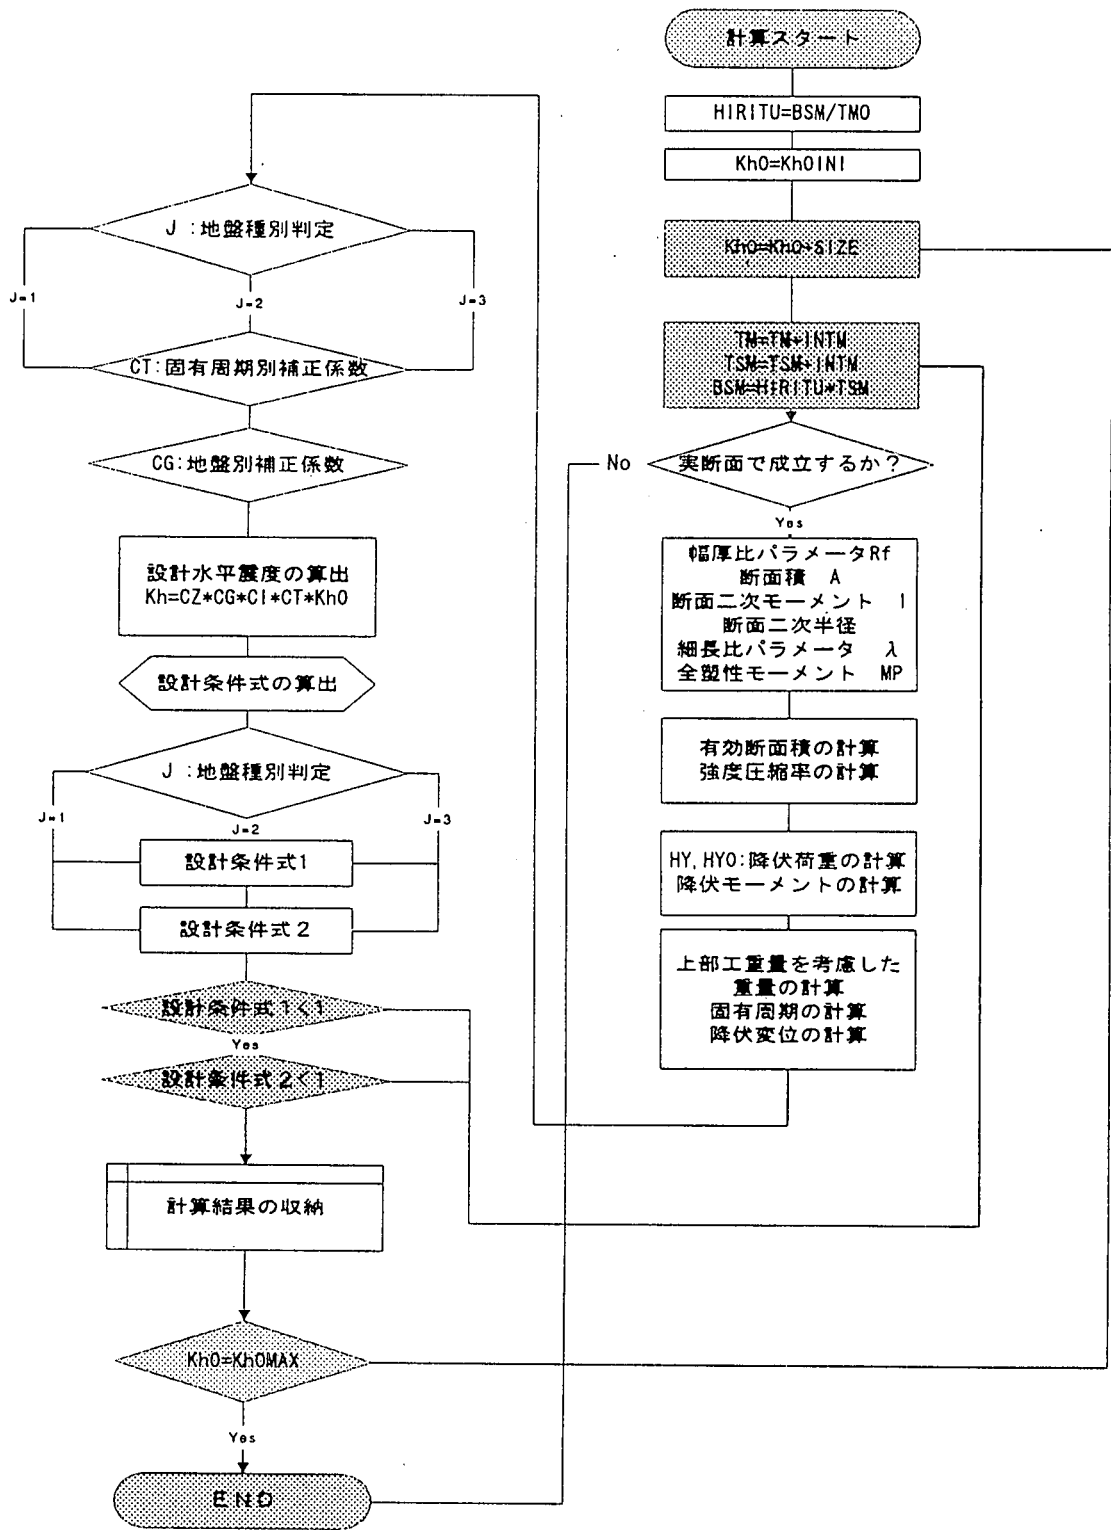 計算スタート
HIRITU=BSM/TM0
Kh0=Kh0INI
Kh0=Kh0+SIZE
TM=TM+INTM
TSM=TSM+INTM
BSM=HIRITU*TSM
実断面で成立するか？
No
Yes
幅厚比パラメータRf
断面積 A
断面二次モーメント I
断面二次半径
細長比パラメータ λ
全塑性モーメント MP
有効断面積の計算
強度圧縮率の計算
HY,HY0:降伏荷重の計算
降伏モーメントの計算
上部工重量を考慮した
重量の計算
固有周期の計算
降伏変位の計算
J :地盤種別判定
J=1
J=2
J=3
CT:固有周期別補正係数
CG:地盤別補正係数
設計水平震度の算出
Kh=CZ*CG*CI*CT*Kh0
設計条件式の算出
J :地盤種別判定
J=1
J=2
J=3
設計条件式1
設計条件式2
設計条件式1<1
Yes
設計条件式2<1
計算結果の収納
Kh0=Kh0MAX
Yes
END